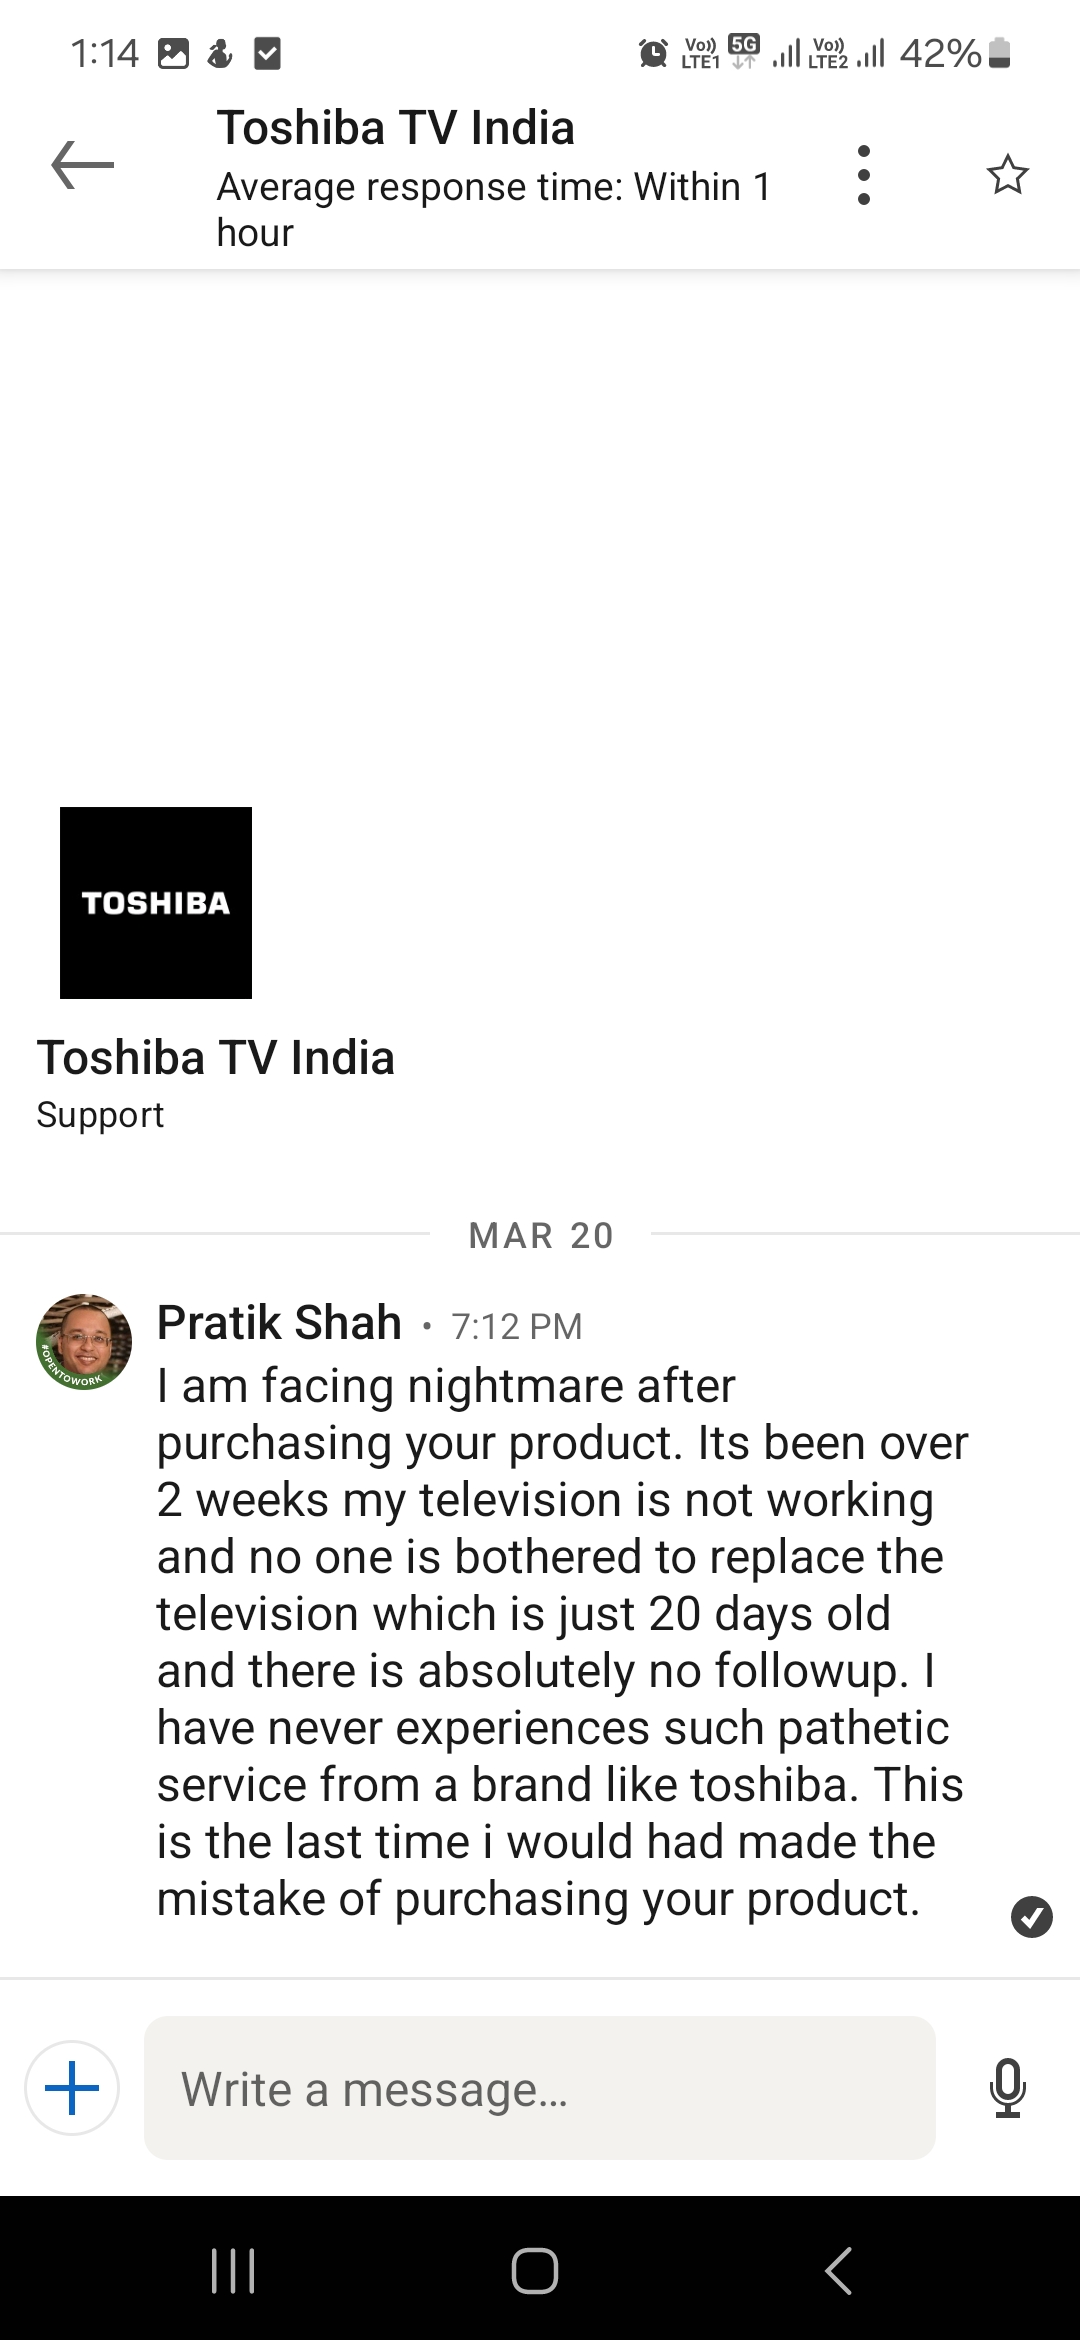 1:14
Vo)) LTE1 5G Vo)) LTE2 42%
Toshiba TV India
Average response time: Within 1
hour
TOSHIBA
Toshiba TV India
Support
MAR 20
Pratik Shah • 7:12 PM
#OPENTOWORK
I am facing nightmare after
purchasing your product. Its been over
2 weeks my television is not working
and no one is bothered to replace the
television which is just 20 days old
and there is absolutely no followup. I
have never experiences such pathetic
service from a brand like toshiba. This
is the last time i would had made the
mistake of purchasing your product.
Write a message...